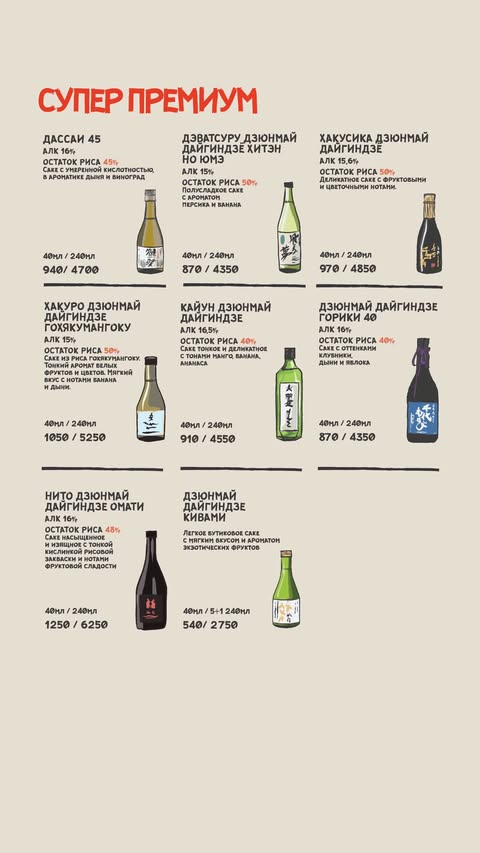 СУПЕР ПРЕМИУМ
ДАССАИ 45
АЛК 16%
ОСТАТОК РИСА 45%
САКЕ С УМЕРЕННОЙ КИСЛОТНОСТЬЮ,
В АРОМАТИКЕ ДЫНЯ И ВИНОГРАД
40МЛ / 240МЛ
940/ 4700
ДЭВАТСУРУ ДЗЮНМАЙ
ДАЙГИНДЗЁ ХИТЭН
НО ЮМЭ
АЛК 15%
ОСТАТОК РИСА 50%
ПОЛУСЛАДКОЕ САКЕ
С АРОМАТОМ
ПЕРСИКА И БАНАНА
40МЛ / 240МЛ
870 / 4350
ХАКУСИКА ДЗЮНМАЙ
ДАЙГИНДЗЁ
АЛК 15,6%
ОСТАТОК РИСА 50%
ДЕЛИКАТНОЕ САКЕ С ФРУКТОВЫМИ
И ЦВЕТОЧНЫМИ НОТАМИ.
40МЛ / 240МЛ
970 / 4850
ХАКУРО ДЗЮНМАЙ
ДАЙГИНДЗЕ
ГОХЯКУМАНГОКУ
АЛК 15%
ОСТАТОК РИСА 50%
САКЕ ИЗ РИСА ГОХЯКУМАНГОКУ.
ТОНКИЙ АРОМАТ БЕЛЫХ
ФРУКТОВ И ЦВЕТОВ. МЯГКИЙ
ВКУС С НОТАМИ БАНАНА
И ДЫНИ.
40МЛ / 240МЛ
1050 / 5250
КАЙУН ДЗЮНМАЙ
ДАЙГИНДЗЕ
АЛК 16,5%
ОСТАТОК РИСА 40%
САКЕ ТОНКОЕ И ДЕЛИКАТНОЕ
С ТОНАМИ МАНГО, БАНАНА,
АНАНАСА
40МЛ / 240МЛ
910 / 4550
ДЗЮНМАЙ ДАЙГИНДЗЕ
ГОРИКИ 40
АЛК 16%
ОСТАТОК РИСА 40%
САКЕ С ОТТЕНКАМИ
КЛУБНИКИ,
ДЫНИ И ЯБЛОКА
40МЛ / 240МЛ
870 / 4350
НИТО ДЗЮНМАЙ
ДАЙГИНДЗЕ ОМАТИ
АЛК 16%
ОСТАТОК РИСА 48%
САКЕ НАСЫЩЕННОЕ
И ИЗЯЩНОЕ С ТОНКОЙ
КИСЛИНКОЙ РИСОВОЙ
ЗАКВАСКИ И НОТАМИ
ФРУКТОВОЙ СЛАДОСТИ
40МЛ / 240МЛ
1250 / 6250
ДЗЮНМАЙ
ДАЙГИНДЗЕ
КИВАМИ
ЛЕГКОЕ БУТИКОВОЕ САКЕ
С МЯГКИМ ВКУСОМ И АРОМАТОМ
ЭКЗОТИЧЕСКИХ ФРУКТОВ
40МЛ / 5+1 240МЛ
540/ 2750